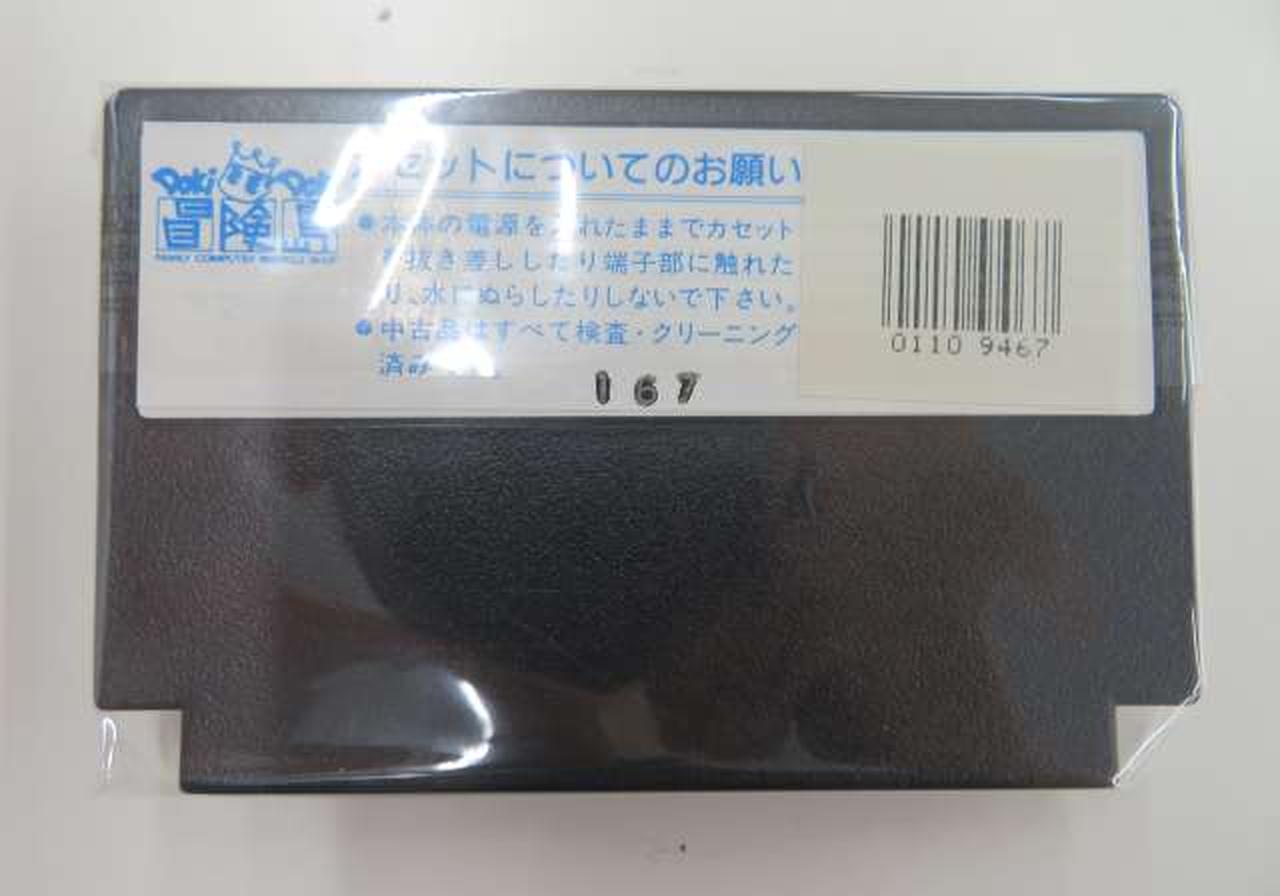 Doki Doki
冒険島
FAMILY COMPUTER
セットについてのお願い
●本体の電源を入れたままでカセット
を抜き差ししたり端子部に触れた
り、水にぬらしたりしないで下さい。
●中古品はすべて検査・クリーニング
済み
167
0110 9467